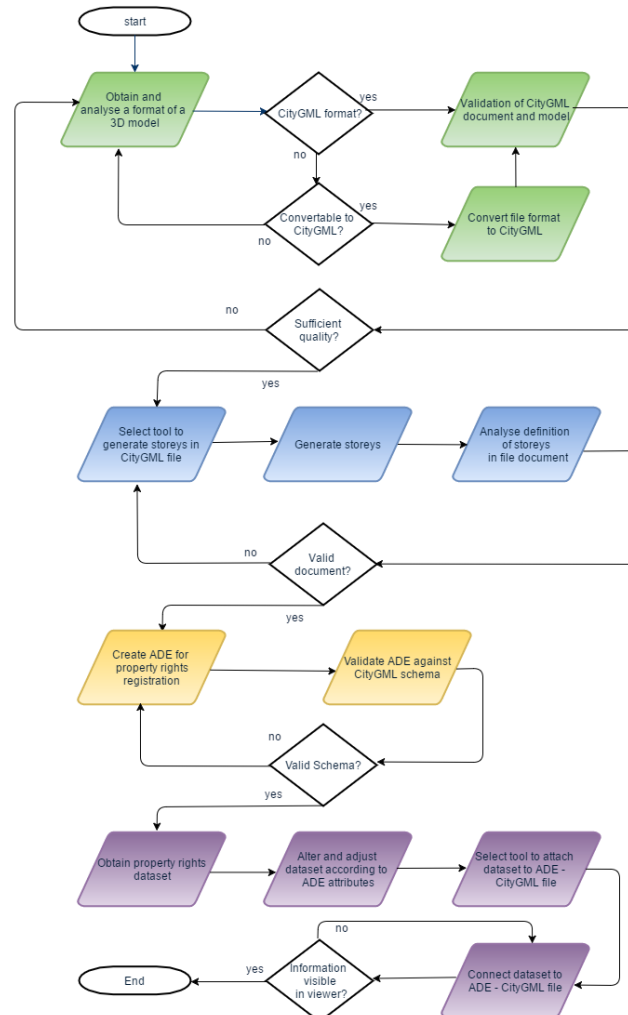 start
Obtain and
analyse a format of a
3D model
CityGML format?
yes
Validation of CityGML
document and model
no
Convertable to
CityGML?
yes
no
Convert file format
to CityGML
Sufficient
quality?
no
yes
Select tool to
generate storeys in
CityGML file
Generate storeys
Analyse definition
of storeys
in file document
Valid
document?
no
yes
Create ADE for
property rights
registration
Validate ADE against
CityGML schema
no
Valid Schema?
yes
Obtain property rights
dataset
Alter and adjust
dataset according to
ADE attributes
Select tool to attach
dataset to ADE -
CityGML file
no
Connect dataset to
ADE - CityGML file
Information
visible
in viewer?
yes
End